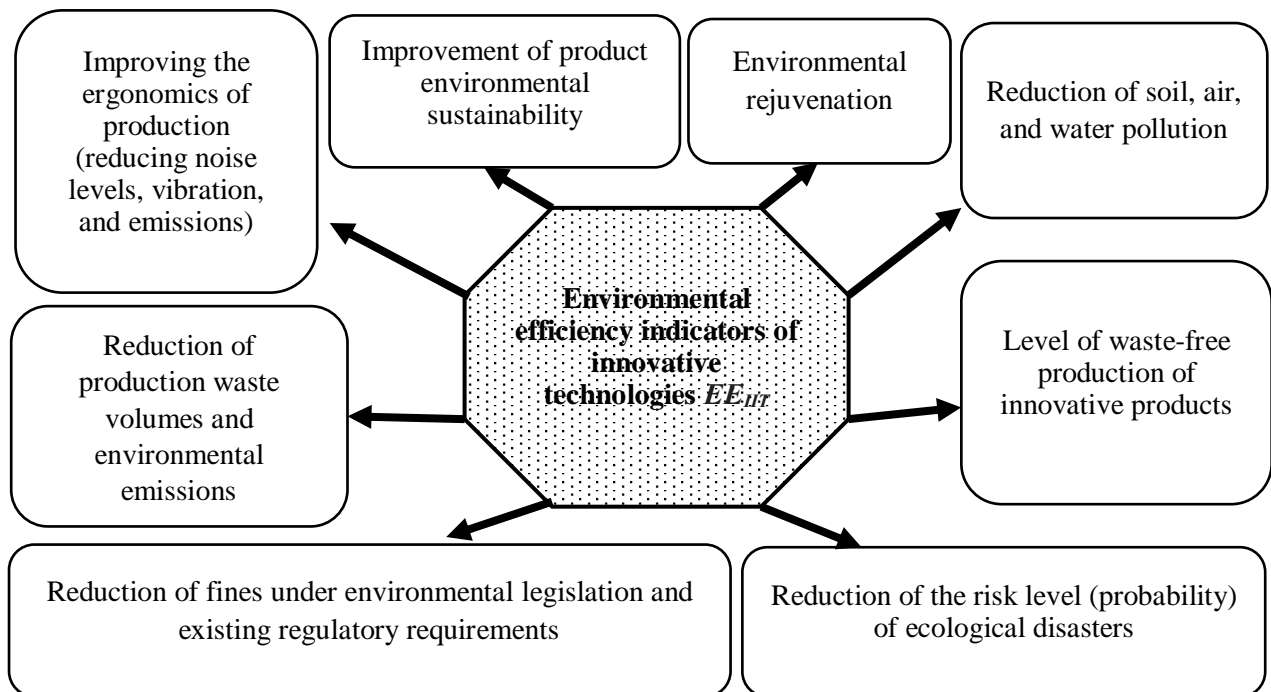 Improving the
ergonomics of
production
(reducing noise
levels, vibration,
and emissions)
Improvement of product
environmental
sustainability
Environmental
rejuvenation
Reduction of soil, air,
and water pollution
Environmental
efficiency indicators of
innovative
technologies EE_IIT
Reduction of
production waste
volumes and
environmental
emissions
Level of waste-free
production of
innovative products
Reduction of fines under environmental legislation and
existing regulatory requirements
Reduction of the risk level (probability)
of ecological disasters